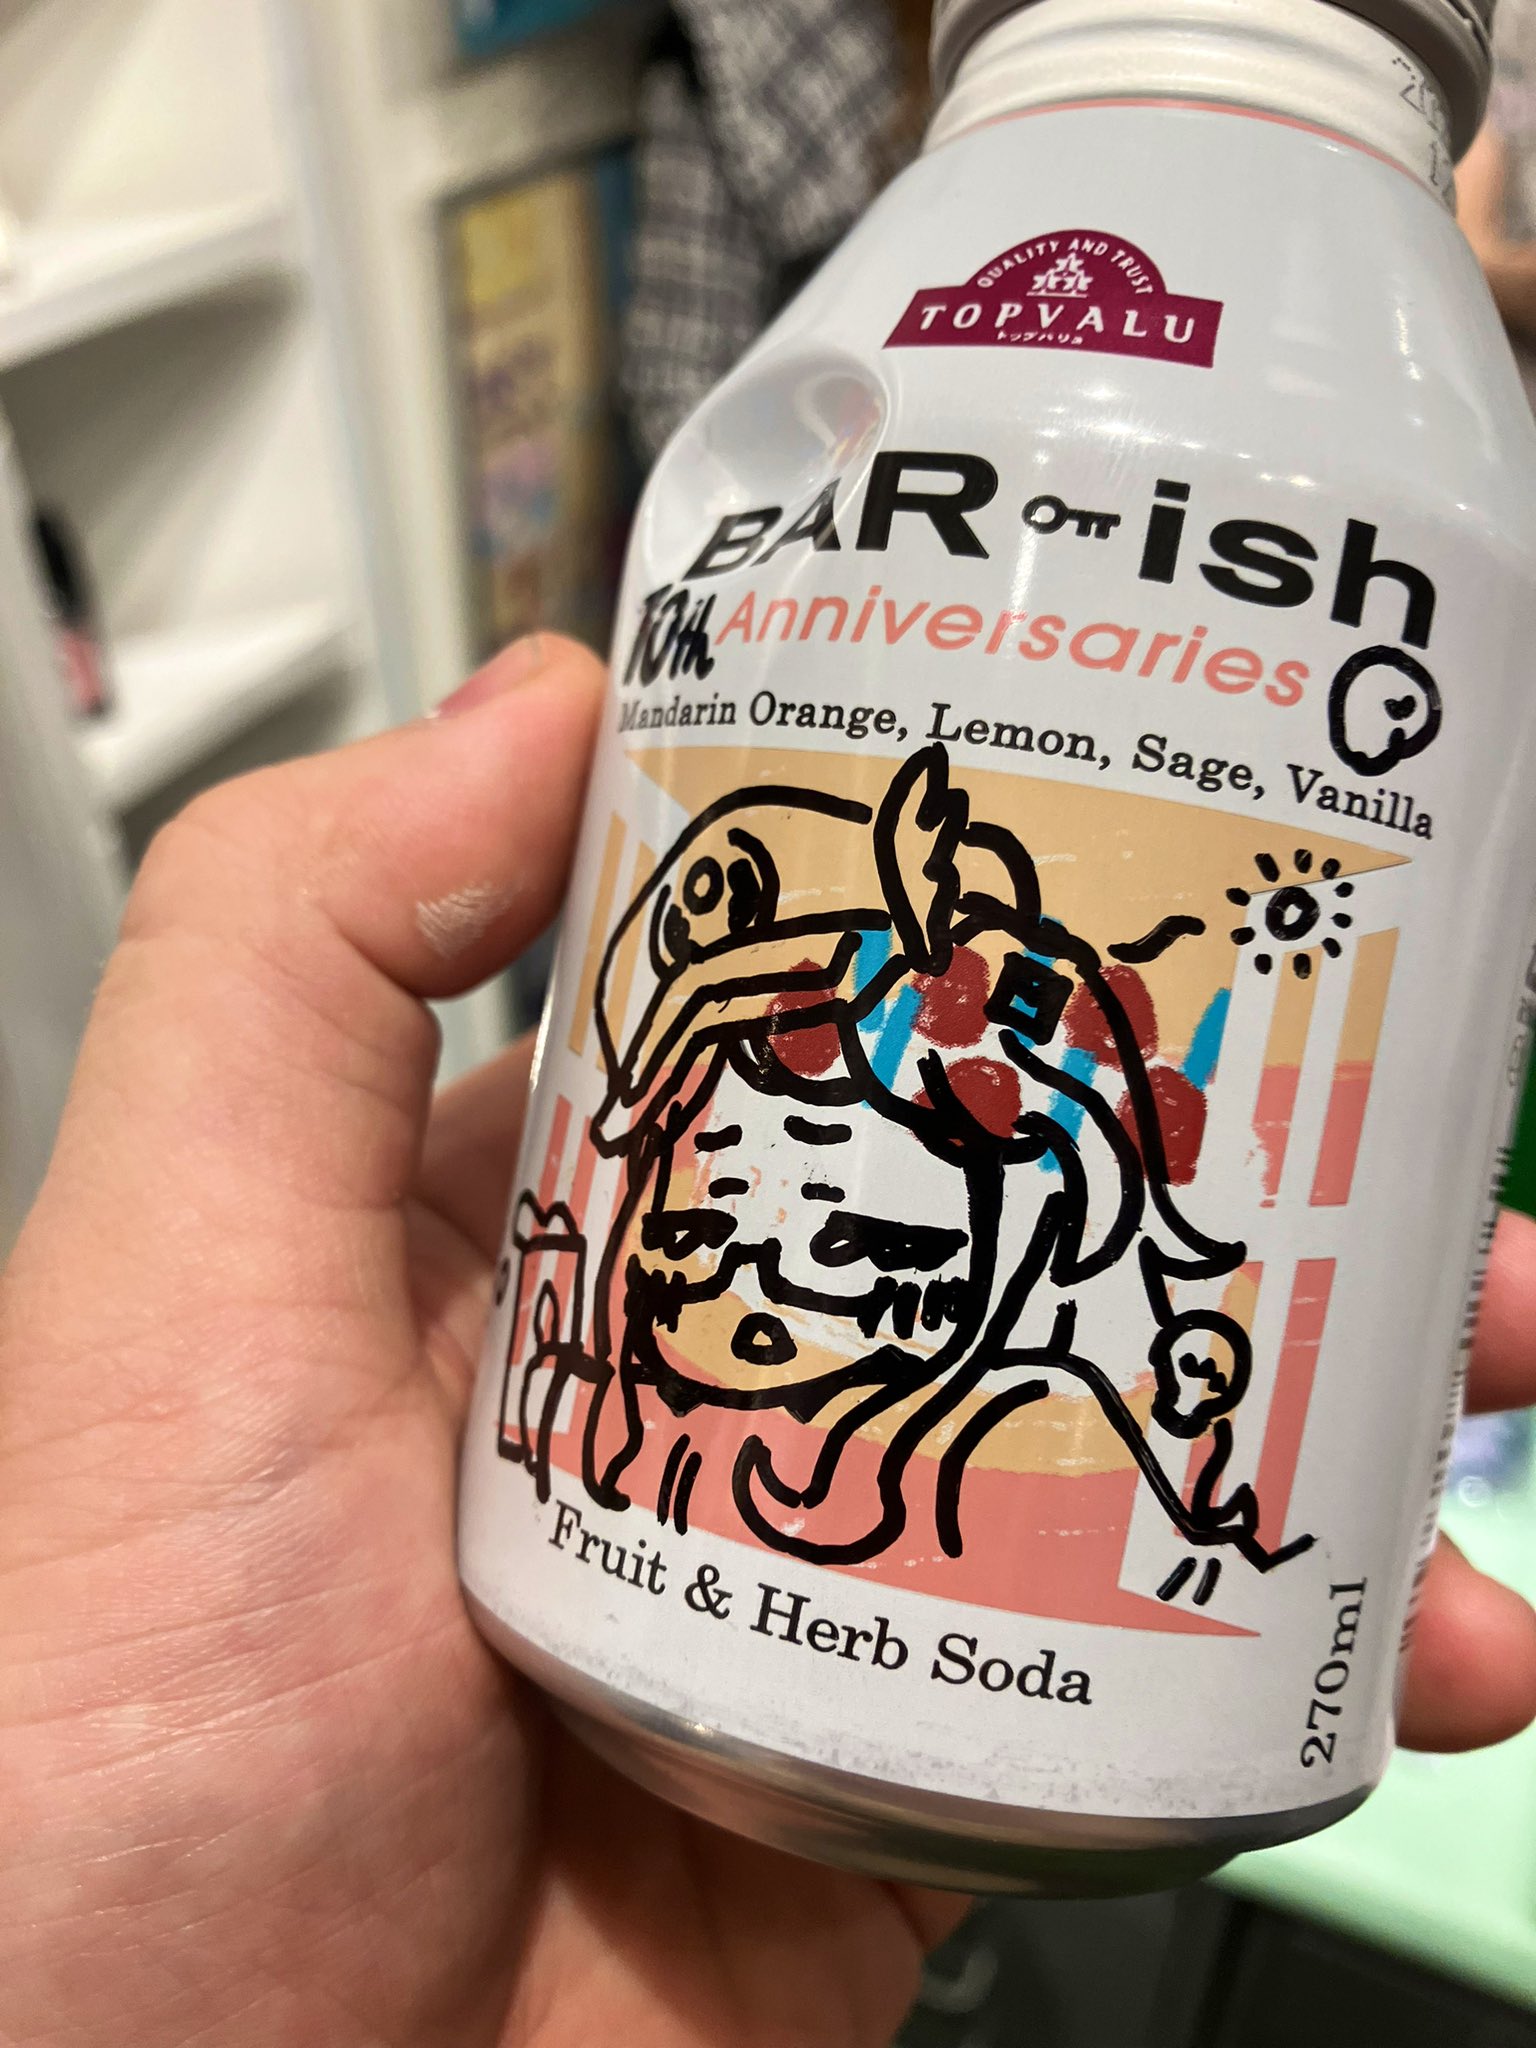 QUALITY AND TRUST
TOPVALU
トップバリュ
BAR-ish
10th Anniversaries
Mandarin Orange, Lemon, Sage, Vanilla
Fruit & Herb Soda
270ml